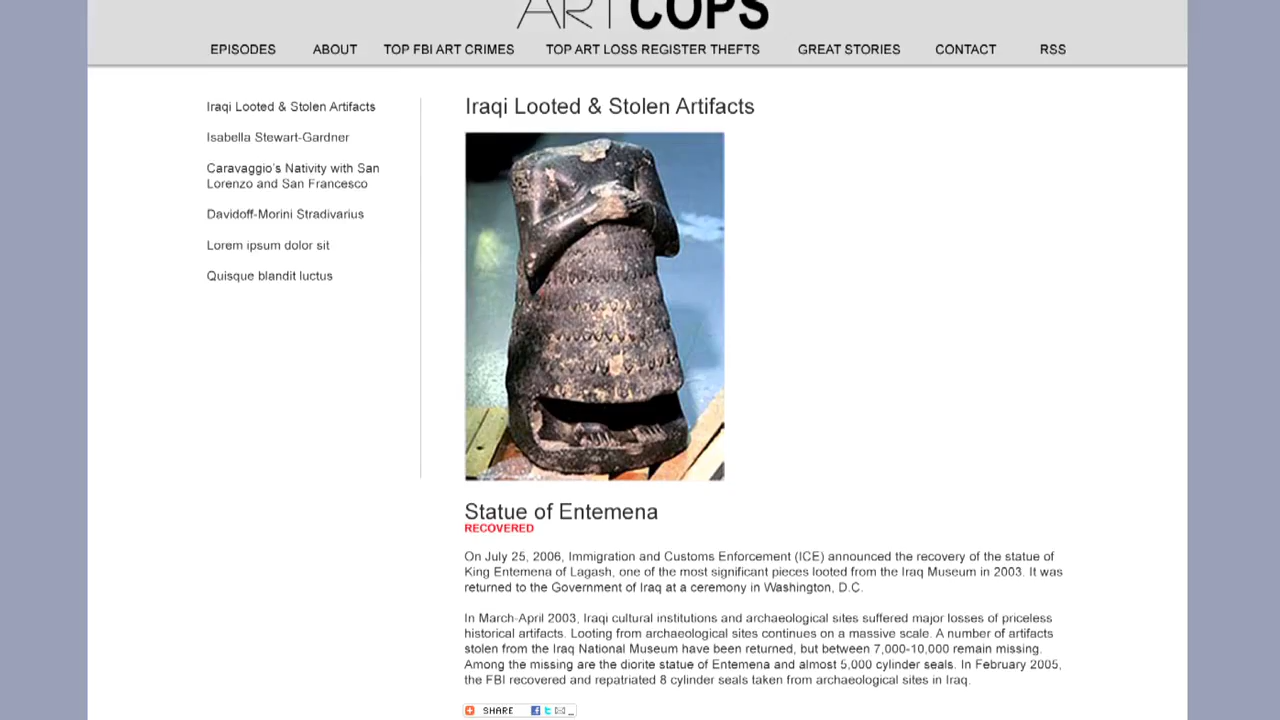 ART COPS
EPISODES ABOUT TOP FBI ART CRIMES TOP ART LOSS REGISTER THEFTS GREAT STORIES CONTACT RSS
Iraqi Looted & Stolen Artifacts
Isabella Stewart-Gardner
Caravaggio's Nativity with San
Lorenzo and San Francesco
Davidoff-Morini Stradivarius
Lorem ipsum dolor sit
Quisque blandit luctus
Iraqi Looted & Stolen Artifacts
Statue of Entemena
RECOVERED
On July 25, 2006, Immigration and Customs Enforcement (ICE) announced the recovery of the statue of
King Entemena of Lagash, one of the most significant pieces looted from the Iraq Museum in 2003. It was
returned to the Government of Iraq at a ceremony in Washington, D.C.
In March-April 2003, Iraqi cultural institutions and archaeological sites suffered major losses of priceless
historical artifacts. Looting from archaeological sites continues on a massive scale. A number of artifacts
stolen from the Iraq National Museum have been returned, but between 7,000-10,000 remain missing.
Among the missing are the diorite statue of Entemena and almost 5,000 cylinder seals. In February 2005,
the FBI recovered and repatriated 8 cylinder seals taken from archaeological sites in Iraq.
SHARE